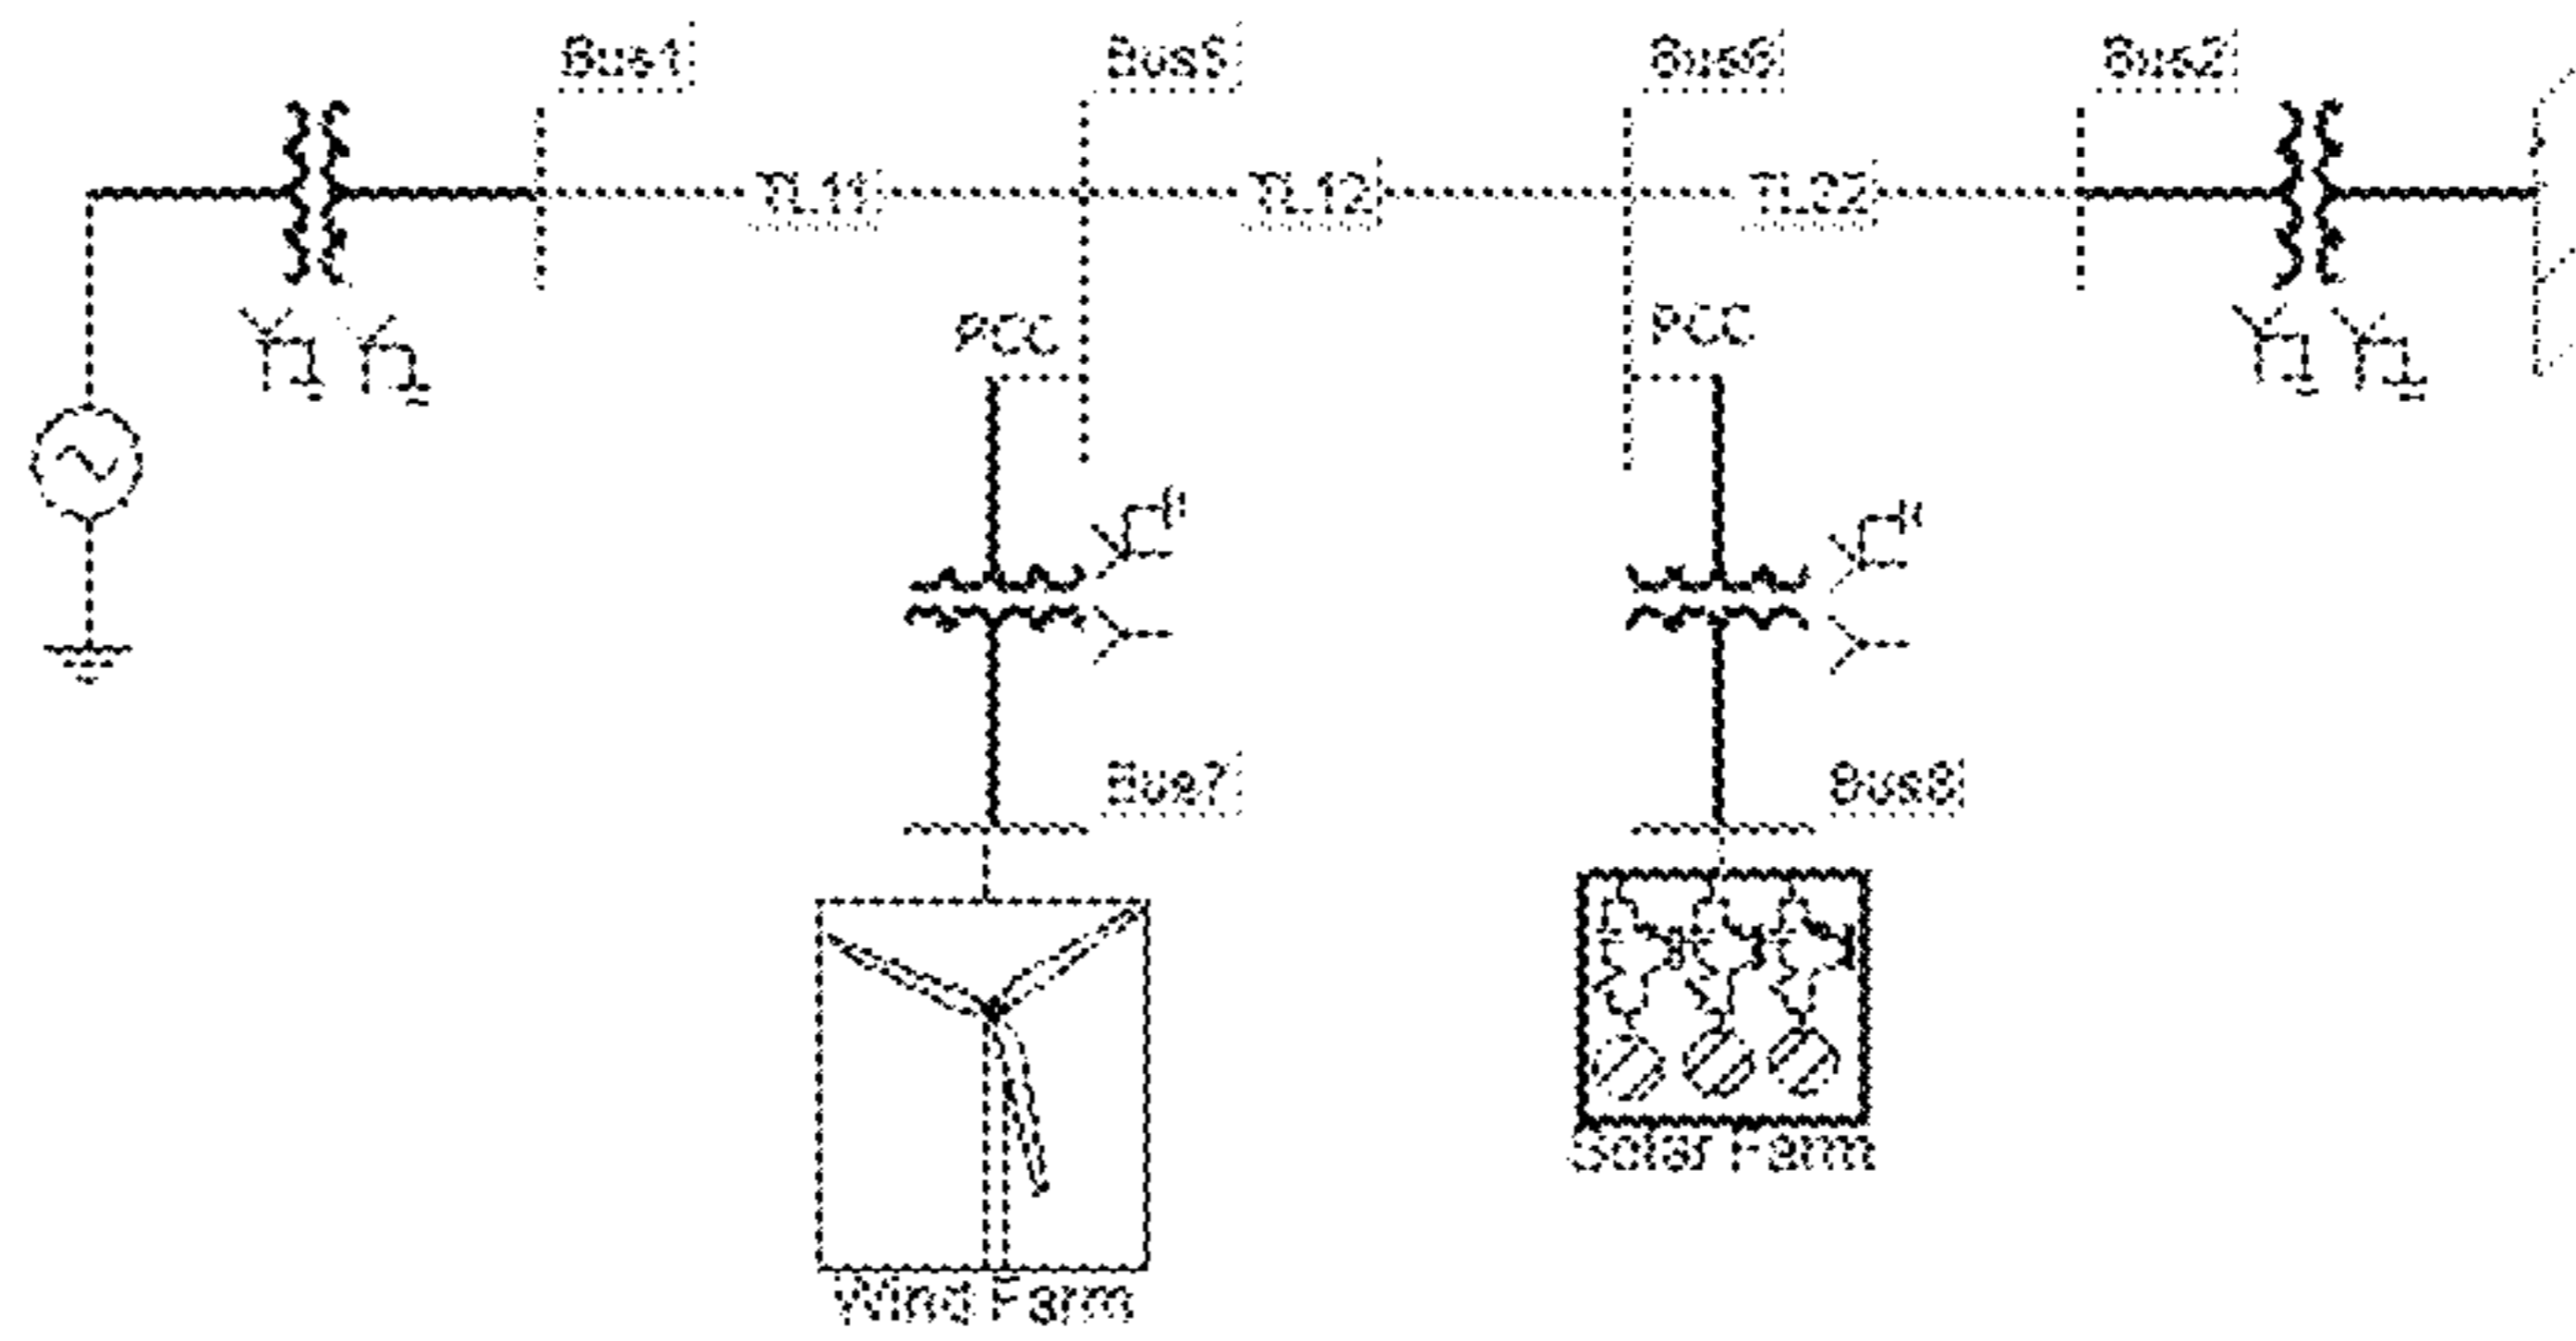 Bus1
Bus5
Bus6
Bus2
TL11
TL12
TL22
PCC
PCC
Bus7
Bus8
Solar Farm
Wind Farm